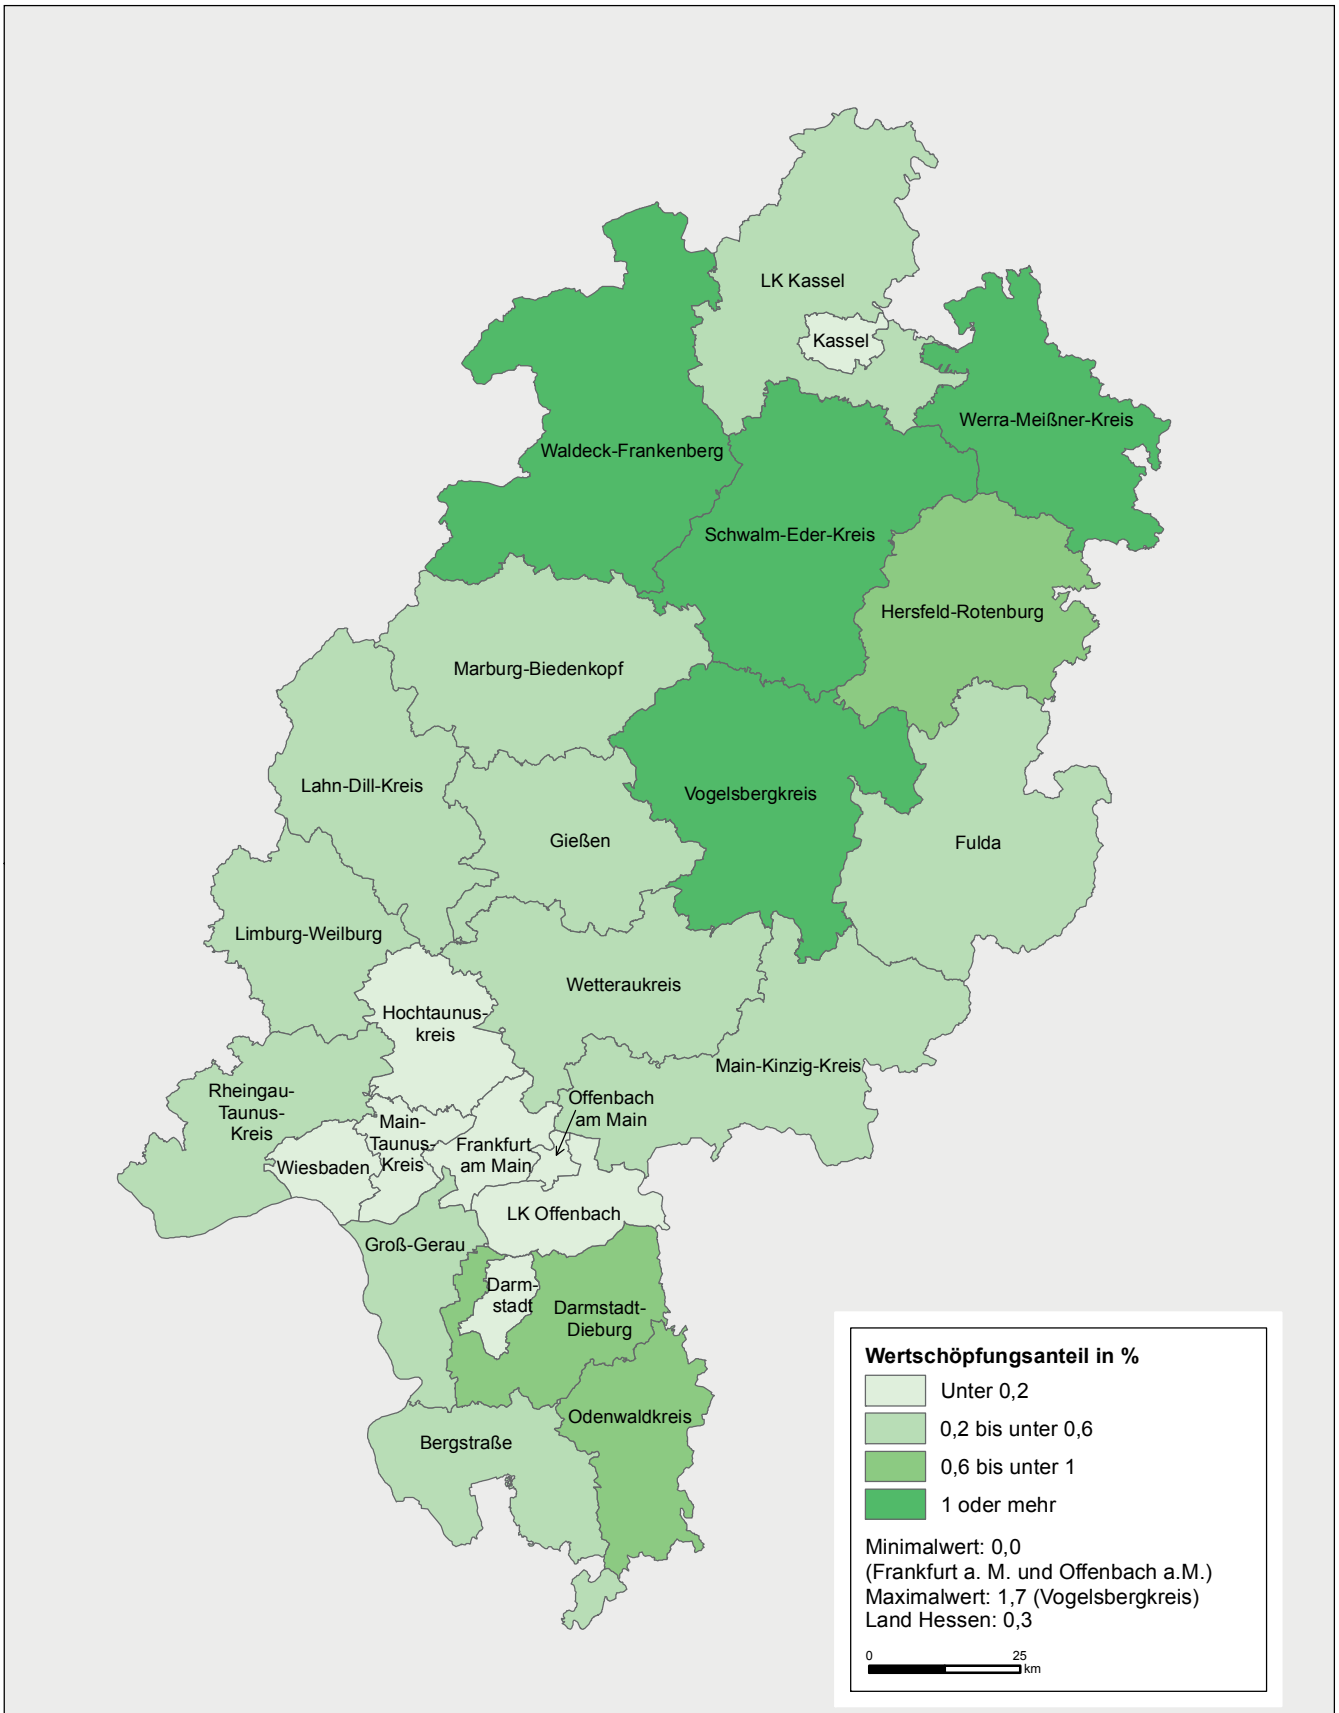 LK Kassel
Kassel
Werra-Meißner-Kreis
Waldeck-Frankenberg
Schwalm-Eder-Kreis
Hersfeld-Rotenburg
Marburg-Biedenkopf
Lahn-Dill-Kreis
Vogelsbergkreis
Gießen
Fulda
Limburg-Weilburg
Wetteraukreis
Hochtaunus-
kreis
Main-Kinzig-Kreis
Rheingau-
Taunus-
Kreis
Offenbach
am Main
Main-
Taunus-
Kreis
Frankfurt
am Main
Wiesbaden
LK Offenbach
Groß-Gerau
Darm-
stadt
Darmstadt-
Dieburg
Odenwaldkreis
Bergstraße
Wertschöpfungsanteil in %
Unter 0,2
0,2 bis unter 0,6
0,6 bis unter 1
1 oder mehr
Minimalwert: 0,0
(Frankfurt a. M. und Offenbach a.M.)
Maximalwert: 1,7 (Vogelsbergkreis)
Land Hessen: 0,3
0 25
km